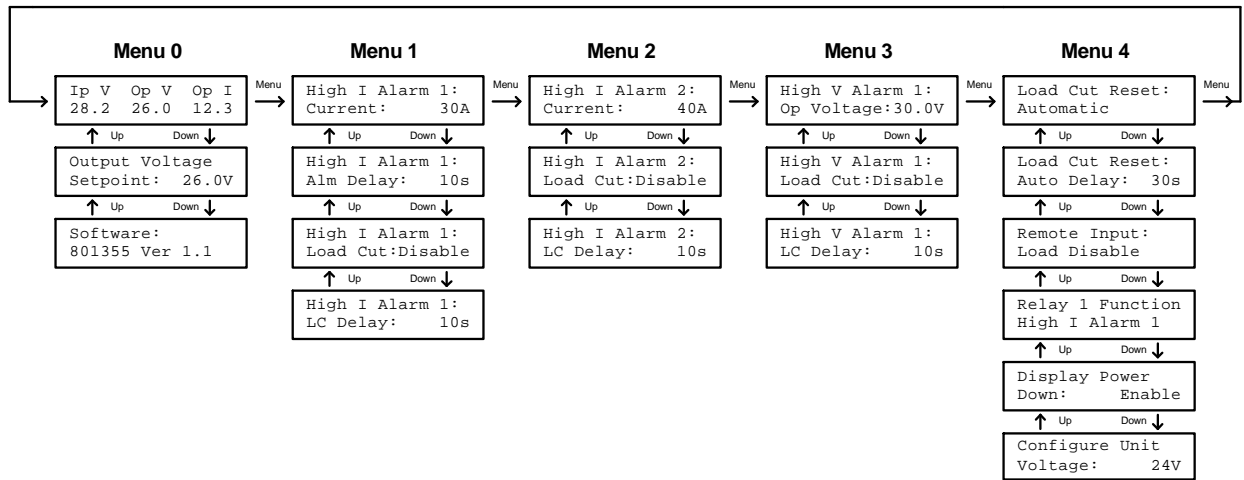 Menu 0
Ip V Op V Op I
28.2 26.0 12.3
Up Down
Output Voltage
Setpoint: 26.0V
Up Down
Software:
801355 Ver 1.1
Menu
Menu 1
High I Alarm 1:
Current: 30A
Up Down
High I Alarm 1:
Alm Delay: 10s
Up Down
High I Alarm 1:
Load Cut:Disable
Up Down
High I Alarm 1:
LC Delay: 10s
Menu
Menu 2
High I Alarm 2:
Current: 40A
Up Down
High I Alarm 2:
Load Cut:Disable
Up Down
High I Alarm 2:
LC Delay: 10s
Menu
Menu 3
High V Alarm 1:
Op Voltage:30.0V
Up Down
High V Alarm 1:
Load Cut:Disable
Up Down
High V Alarm 1:
LC Delay: 10s
Menu
Menu 4
Load Cut Reset:
Automatic
Up Down
Load Cut Reset:
Auto Delay: 30s
Up Down
Remote Input:
Load Disable
Up Down
Relay 1 Function
High I Alarm 1
Up Down
Display Power
Down: Enable
Up Down
Configure Unit
Voltage: 24V
Menu